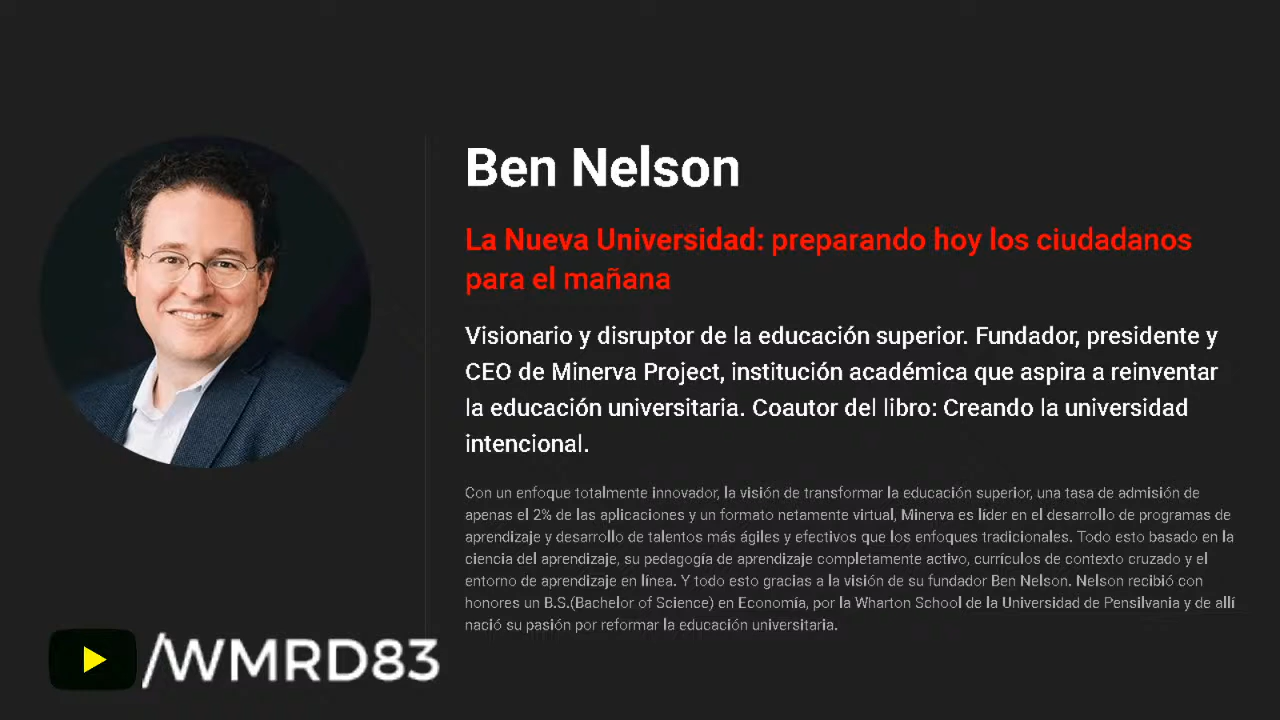 Ben Nelson
La Nueva Universidad: preparando hoy los ciudadanos
para el mañana
Visionario y disruptor de la educación superior. Fundador, presidente y
CEO de Minerva Project, institución académica que aspira a reinventar
la educación universitaria. Coautor del libro: Creando la universidad
intencional.
Con un enfoque totalmente innovador, la visión de transformar la educación superior, una tasa de admisión de
apenas el 2% de las aplicaciones y un formato netamente virtual, Minerva es líder en el desarrollo de programas de
aprendizaje y desarrollo de talentos más ágiles y efectivos que los enfoques tradicionales. Todo esto basado en la
ciencia del aprendizaje, su pedagogía de aprendizaje completamente activo, currículos de contexto cruzado y el
entorno de aprendizaje en línea. Y todo esto gracias a la visión de su fundador Ben Nelson. Nelson recibió con
honores un B.S.(Bachelor of Science) en Economía, por la Wharton School de la Universidad de Pensilvania y de allí
nació su pasión por reformar la educación universitaria.
/WMRD83